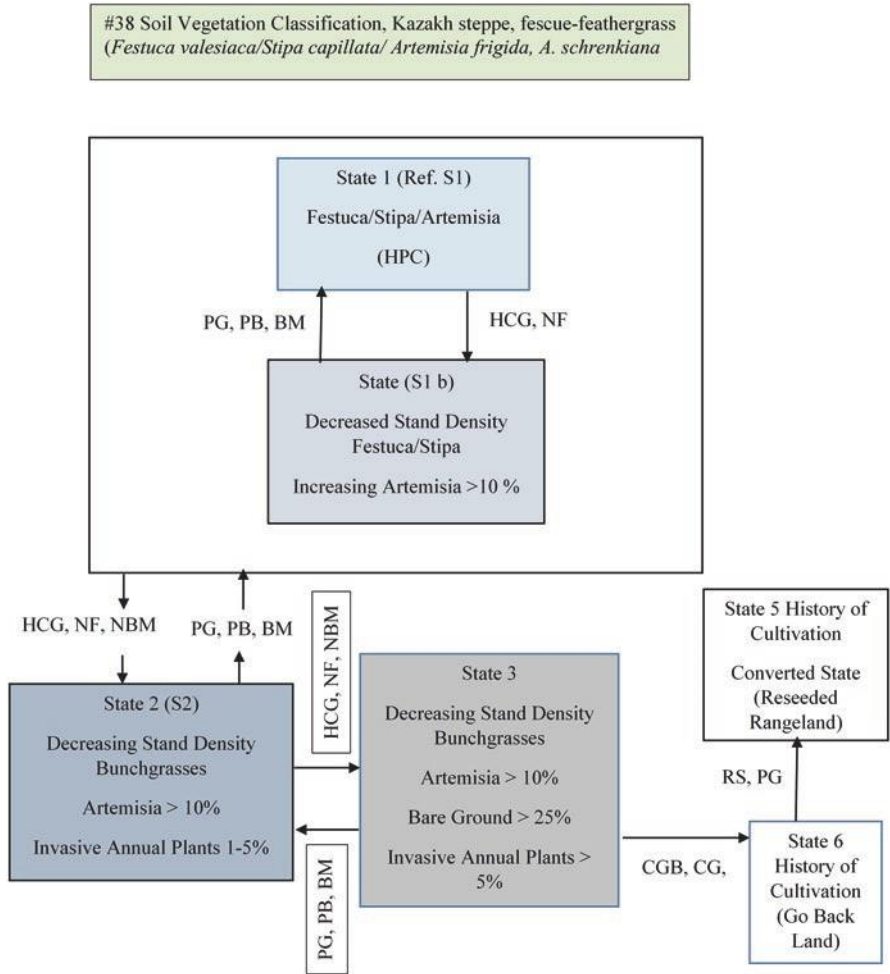 #38 Soil Vegetation Classification, Kazakh steppe, fescue-feathergrass
(Festuca valesiaca/Stipa capillata/ Artemisia frigida, A. schrenkiana
State 1 (Ref. S1)
Festuca/Stipa/Artemisia
(HPC)
PG, PB, BM
HCG, NF
State (S1 b)
Decreased Stand Density
Festuca/Stipa
Increasing Artemisia >10 %
HCG, NF, NBM
PG, PB, BM
State 2 (S2)
Decreasing Stand Density
Bunchgrasses
Artemisia > 10%
Invasive Annual Plants 1-5%
HCG, NF, NBM
PG, PB, BM
State 3
Decreasing Stand Density
Bunchgrasses
Artemisia > 10%
Bare Ground > 25%
Invasive Annual Plants >
5%
CGB, CG,
State 5 History of
Cultivation
Converted State
(Reseeded
Rangeland)
RS, PG
State 6
History of
Cultivation
(Go Back
Land)